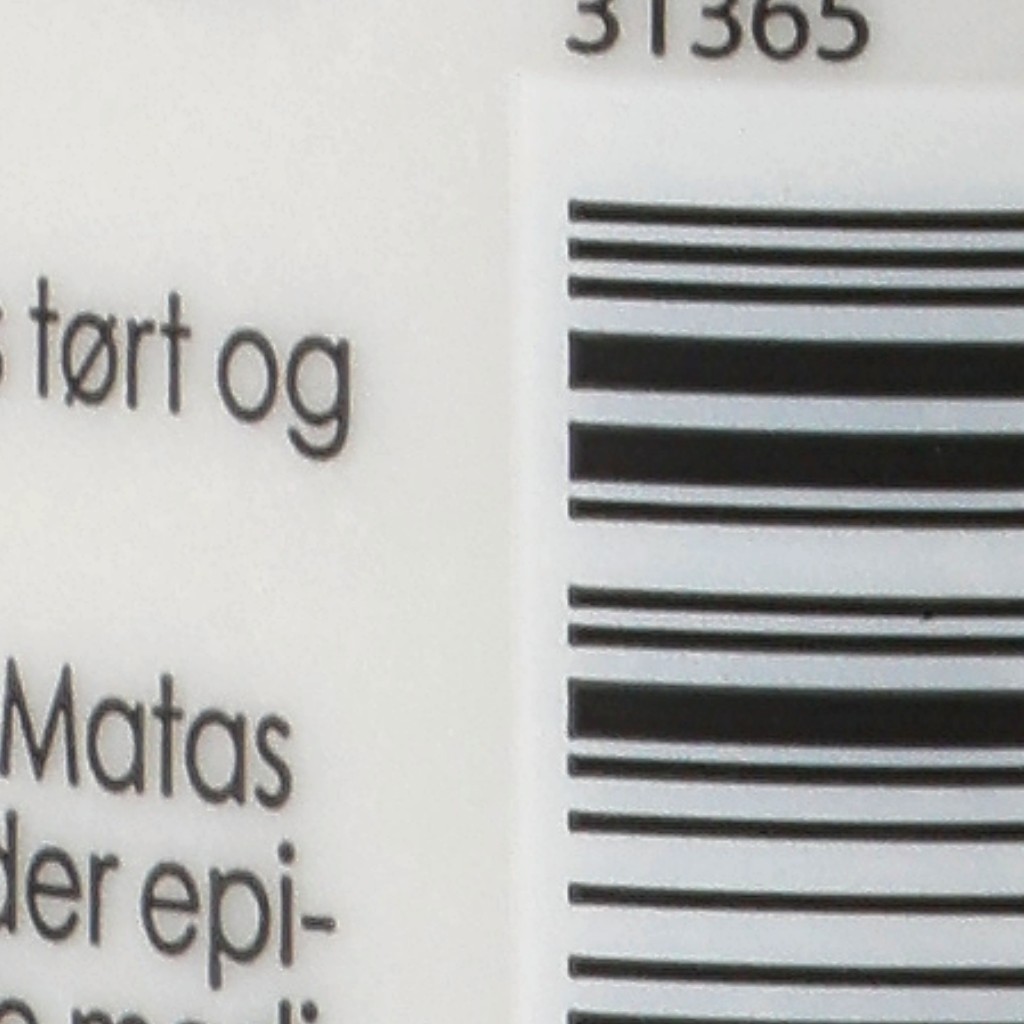 31365
tørt og
Matas
der epi-